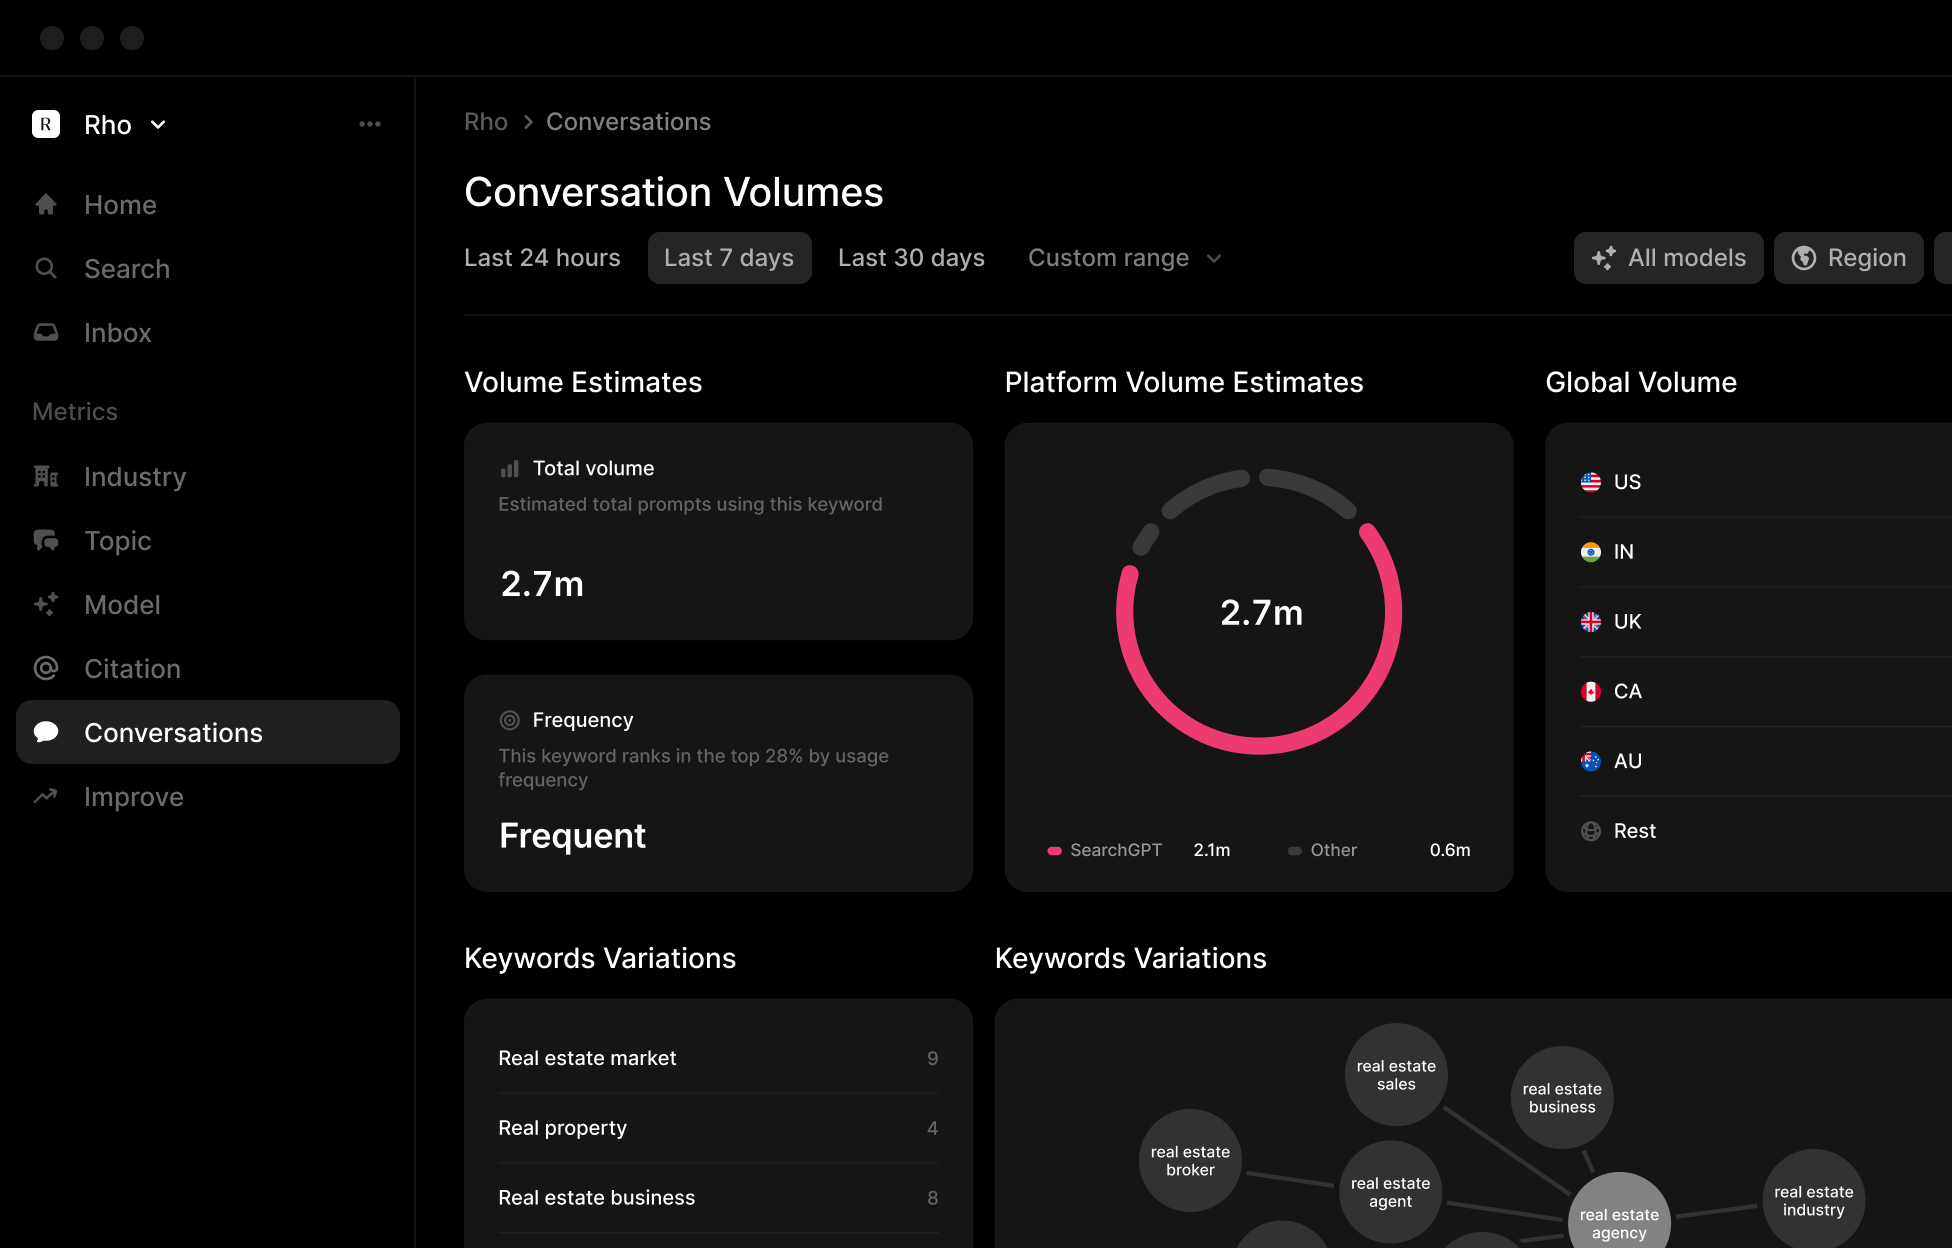 R
Rho
Home
Search
Inbox
Metrics
Industry
Topic
Model
Citation
Conversations
Improve
Rho > Conversations
Conversation Volumes
Last 24 hours
Last 7 days
Last 30 days
Custom range
All models
Region
Volume Estimates
Total volume
Estimated total prompts using this keyword
2.7m
Frequency
This keyword ranks in the top 28% by usage
frequency
Frequent
Platform Volume Estimates
2.7m
SearchGPT 2.1m
Other 0.6m
Global Volume
US
IN
UK
CA
AU
Rest
Keywords Variations
Real estate market 9
Real property 4
Real estate business 8
Keywords Variations
real estate
sales
real estate
business
real estate
broker
real estate
agent
real estate
agency
real estate
industry